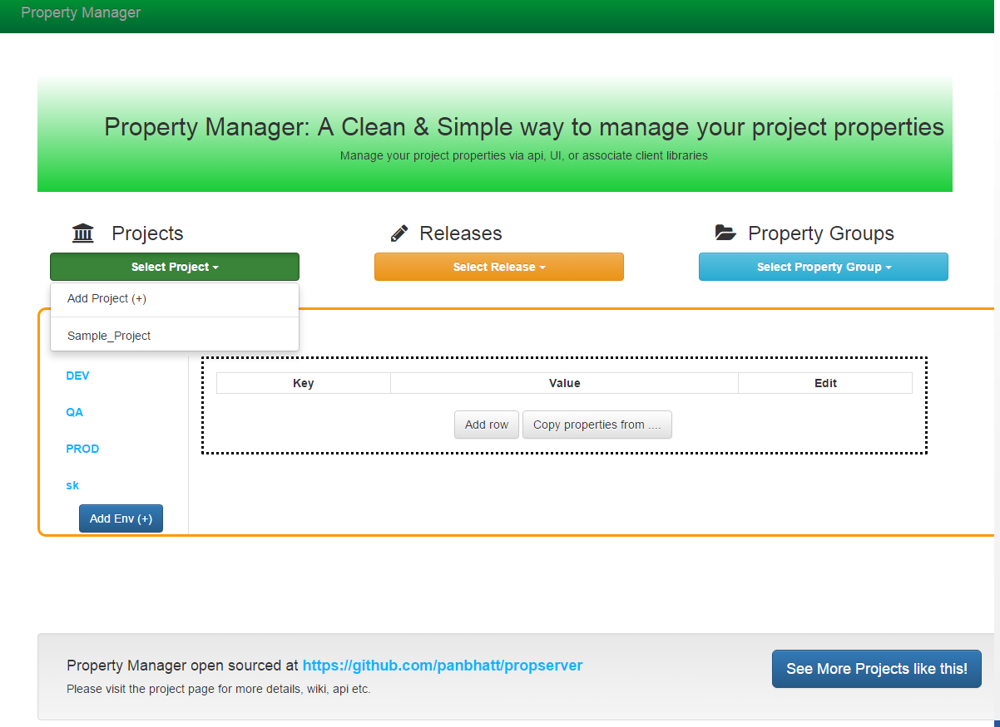 Property Manager
Property Manager: A Clean & Simple way to manage your project properties
Manage your project properties via api, UI, or associate client libraries
Projects
Releases
Property Groups
Select Project
Select Release
Select Property Group
Add Project (+)
Sample_Project
DEV
QA
PROD
sk
Add Env (+)
Key Value Edit
Add row
Copy properties from ....
Property Manager open sourced at https://github.com/panbhatt/propserver
Please visit the project page for more details, wiki, api etc.
See More Projects like this!